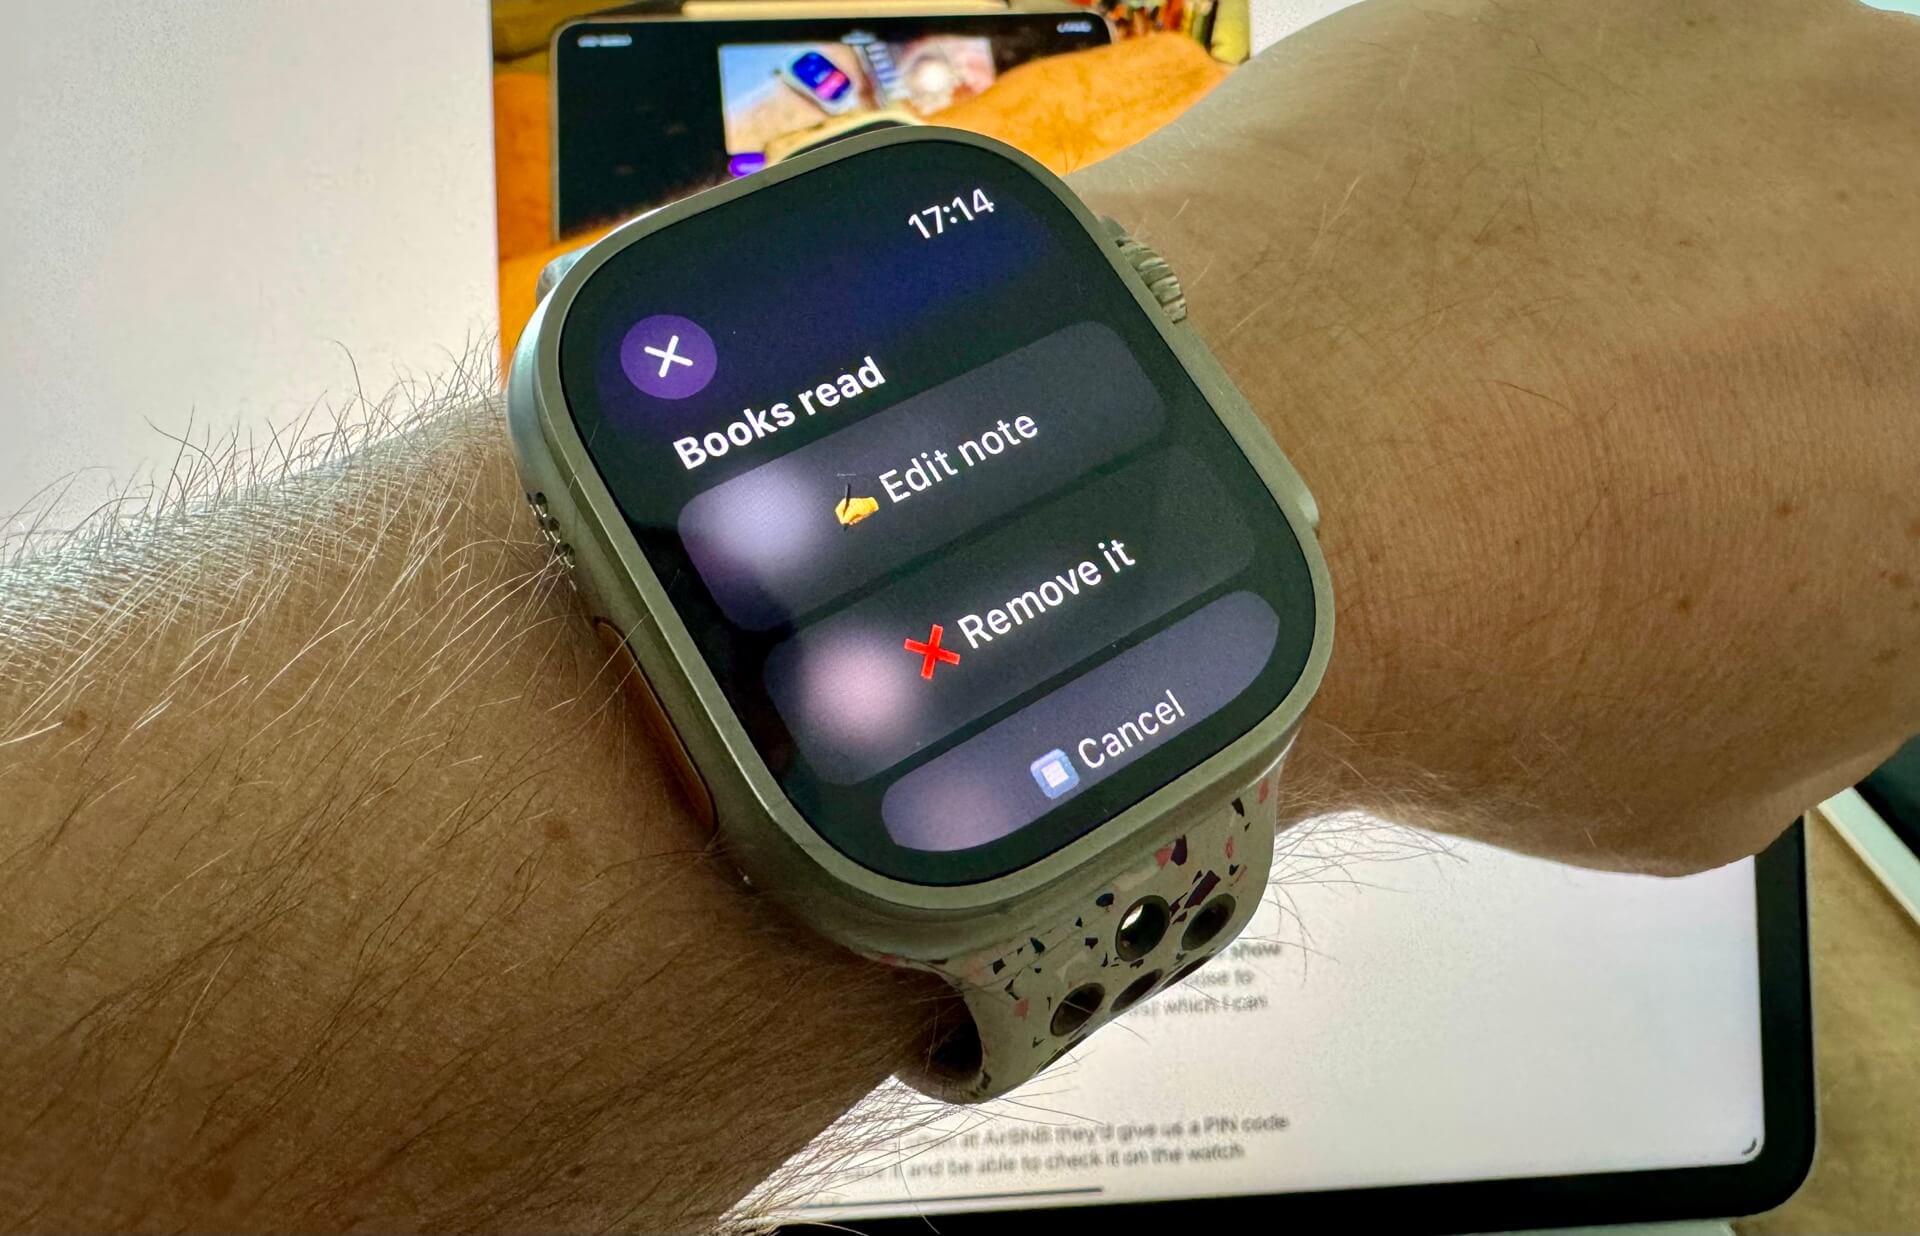 17:14
Books read
Edit note
Remove it
Cancel
show
which I can
at AirBNB they'd give us a PIN code
and be able to check it on the watch